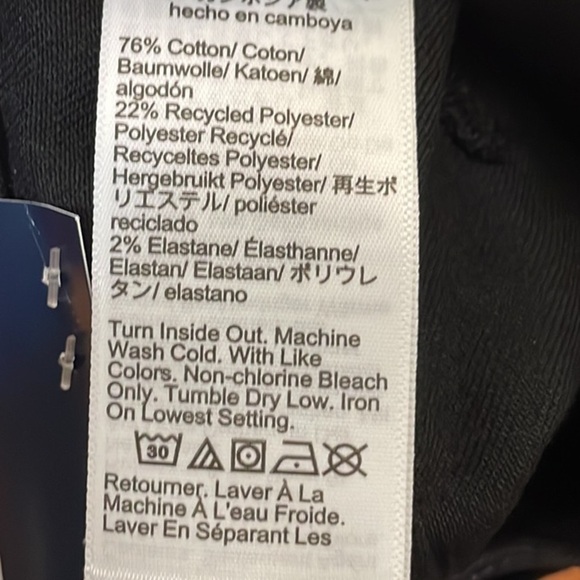 hecho en camboya
76% Cotton/ Coton/
Baumwolle/ Katoen/ 綿/
algodón
22% Recycled Polyester/
Polyester Recyclé/
Recyceltes Polyester/
Hergebruikt Polyester/ 再生ポ
リエステル/ poliéster
reciclado
2% Elastane/ Élasthanne/
Elastan/ Elastaan/ ポリウレ
タン/ elastano
Turn Inside Out. Machine
Wash Cold. With Like
Colors. Non-chlorine Bleach
Only. Tumble Dry Low. Iron
On Lowest Setting.
30
Retourner. Laver À La
Machine À L'eau Froide.
Laver En Séparant Les